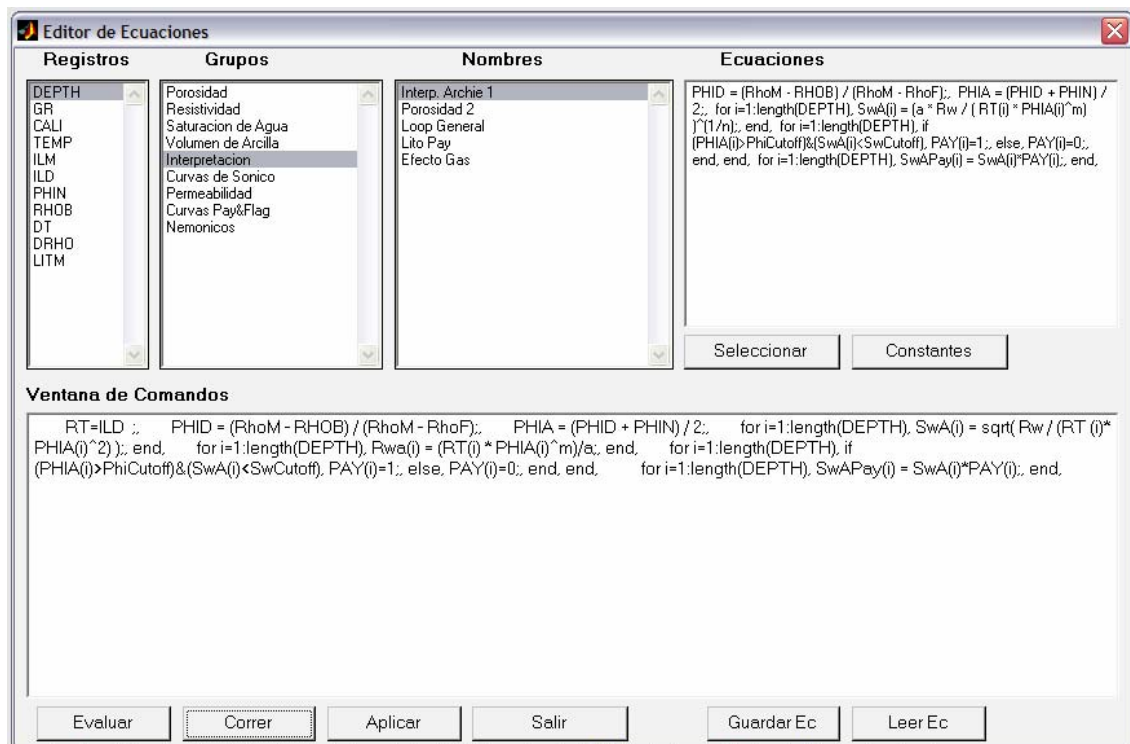 Editor de Ecuaciones
Registros Grupos Nombres Ecuaciones
DEPTH
GR
CALI
TEMP
ILM
ILD
PHIN
RHOB
DT
DRHO
LITM
Porosidad
Resistividad
Saturacion de Agua
Volumen de Arcilla
Interpretacion
Curvas de Sonico
Permeabilidad
Curvas Pay&Flag
Nemonicos
Interp. Archie 1
Porosidad 2
Loop General
Lito Pay
Efecto Gas
PHID = (RhoM - RHOB) / (RhoM - RhoF);, PHIA = (PHID + PHIN) /
2;, for i=1:length(DEPTH), SwA(i) = (a * Rw / ( RT(i) * PHIA(i)^m)
)^(1/n);, end, for i=1:length(DEPTH), if
(PHIA(i)>PhiCutoff)&(SwA(i)<SwCutoff), PAY(i)=1;, else, PAY(i)=0;,
end, end, for i=1:length(DEPTH), SwAPay(i) = SwA(i)*PAY(i);, end,
Seleccionar Constantes
Ventana de Comandos
RT=ILD ;, PHID = (RhoM - RHOB) / (RhoM - RhoF);, PHIA = (PHID + PHIN) / 2;, for i=1:length(DEPTH), SwA(i) = sqrt( Rw / (RT (i)*
PHIA(i)^2) );, end, for i=1:length(DEPTH), Rwa(i) = (RT(i) * PHIA(i)^m)/a;, end, for i=1:length(DEPTH), if
(PHIA(i)>PhiCutoff)&(SwA(i)<SwCutoff), PAY(i)=1;, else, PAY(i)=0;, end, end, for i=1:length(DEPTH), SwAPay(i) = SwA(i)*PAY(i);, end,
Evaluar Correr Aplicar Salir Guardar Ec Leer Ec